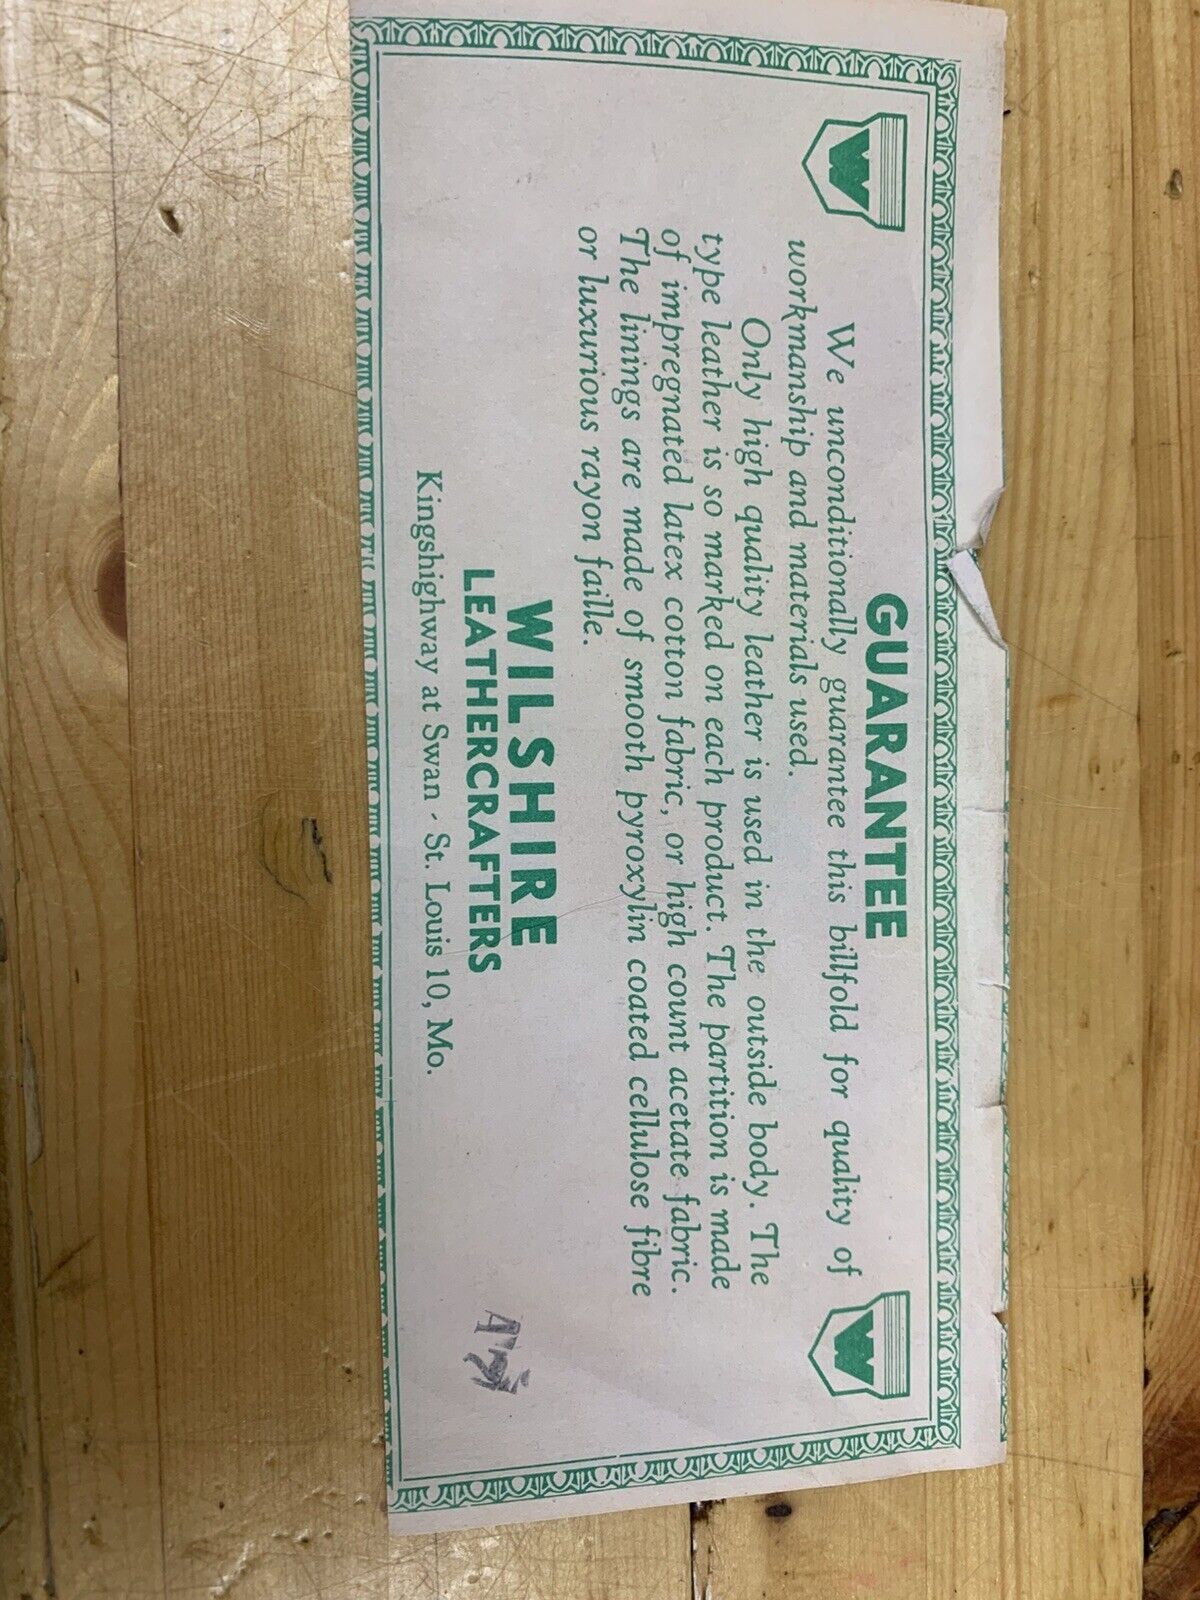 GUARANTEE
W
W
We unconditionally guarantee this billfold for quality of
workmanship and materials used.
Only high quality leather is used in the outside body. The
type leather is so marked on each product. The partition is made
of impregnated latex cotton fabric, or high count acetate fabric.
The linings are made of smooth pyroxylin coated cellulose fibre
or luxurious rayon faille.
WILSHIRE
LEATHERCRAFTERS
Kingshighway at Swan - St. Louis 10, Mo.